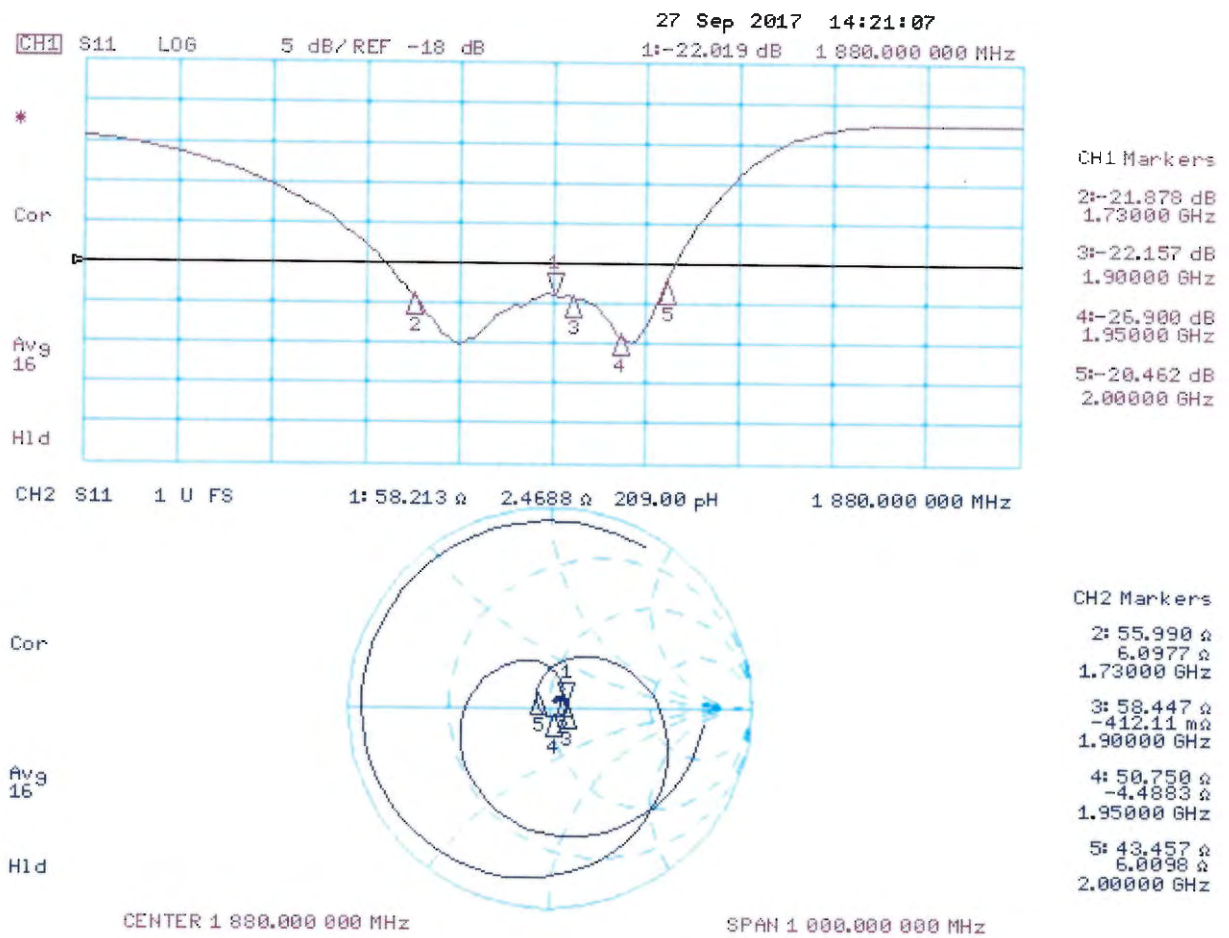 27 Sep 2017 14:21:07
CH1 S11 LOG 5 dB/REF -18 dB 1:-22.019 dB 1 880.000 000 MHz
*
Cor
Avg
16
Hld
1
2
3
4
5
CH1 Markers
2:-21.878 dB
1.73000 GHz
3:-22.157 dB
1.90000 GHz
4:-26.900 dB
1.95000 GHz
5:-20.462 dB
2.00000 GHz
CH2 S11 1 U FS 1:58.213 Ω 2.4688 Ω 209.00 pH 1 880.000 000 MHz
Cor
Avg
16
Hld
1
5
4
3
CH2 Markers
2:55.990 Ω
6.0977 Ω
1.73000 GHz
3:58.447 Ω
-412.11 mΩ
1.90000 GHz
4:50.750 Ω
-4.4883 Ω
1.95000 GHz
5:43.457 Ω
6.0098 Ω
2.00000 GHz
CENTER 1 880.000 000 MHz SPAN 1 000.000 000 MHz